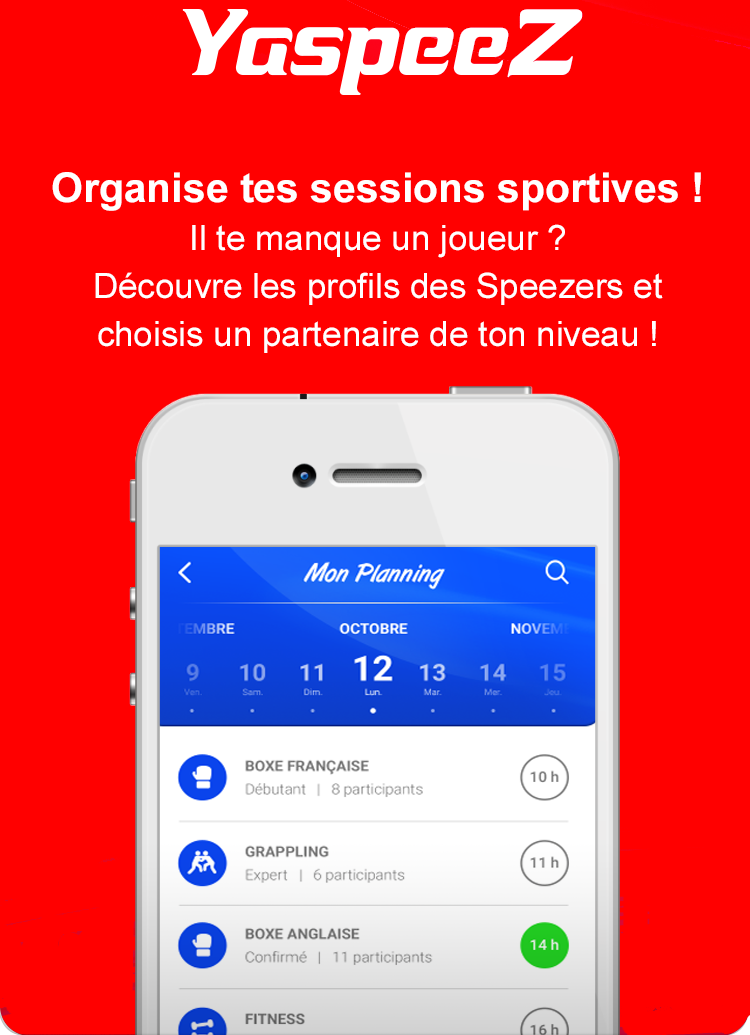 YaspeeZ
Organise tes sessions sportives !
Il te manque un joueur ?
Découvre les profils des Speezers et
choisis un partenaire de ton niveau !
Mon Planning
EMBRE OCTOBRE NOVEM
9 10 11 12 13 14 15
Ven. Sam. Dim. Lun. Mar. Mer. Jeu.
BOXE FRANÇAISE
Débutant | 8 participants
10 h
GRAPPLING
Expert | 6 participants
11 h
BOXE ANGLAISE
Confirmé | 11 participants
14 h
FITNESS
16 h